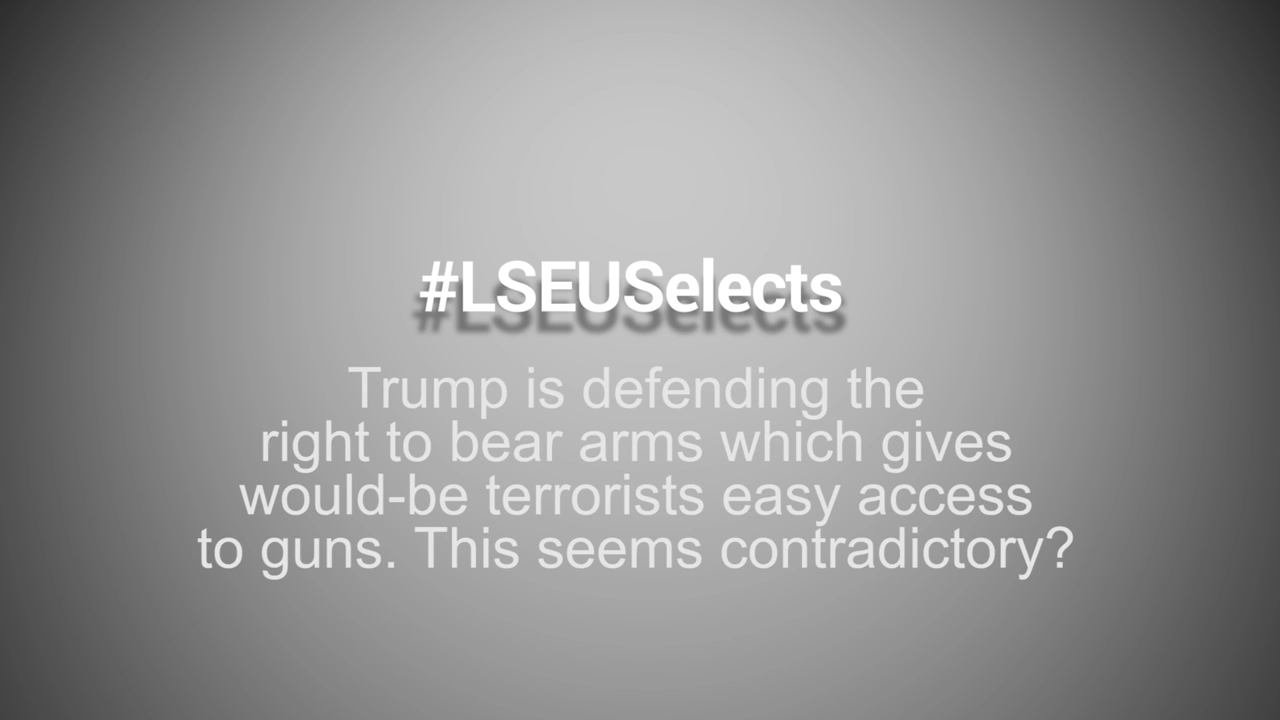 #LSEUSelects
Trump is defending the
right to bear arms which gives
would-be terrorists easy access
to guns. This seems contradictory?